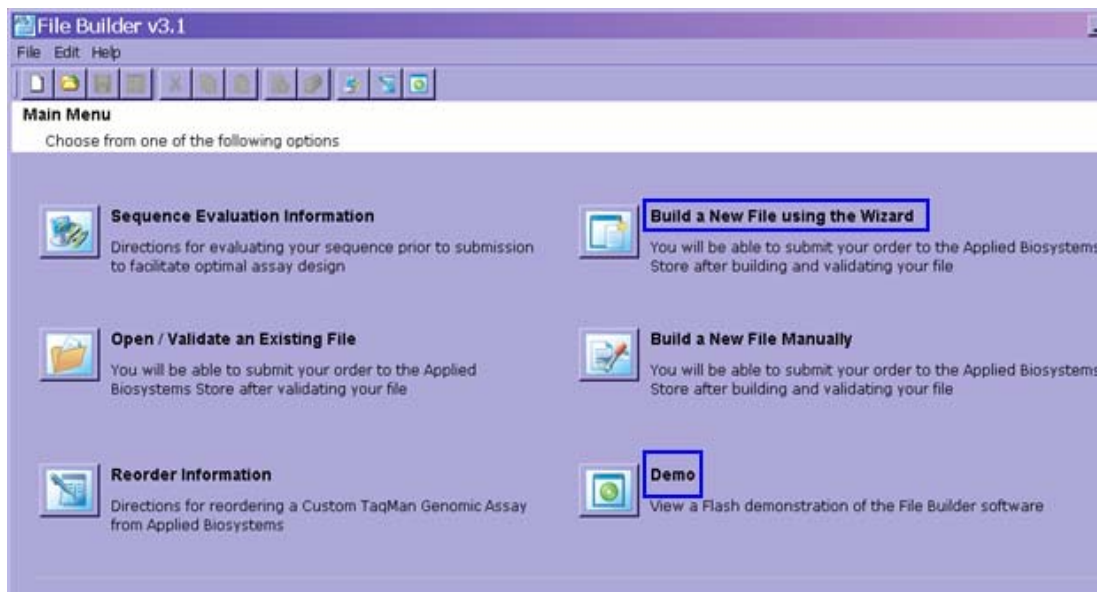 File Builder v3.1
File Edit Help
Main Menu
Choose from one of the following options
Sequence Evaluation Information
Directions for evaluating your sequence prior to submission
to facilitate optimal assay design
Build a New File using the Wizard
You will be able to submit your order to the Applied Biosystems
Store after building and validating your file
Open / Validate an Existing File
You will be able to submit your order to the Applied
Biosystems Store after validating your file
Build a New File Manually
You will be able to submit your order to the Applied Biosystems
Store after building and validating your file
Reorder Information
Directions for reordering a Custom TaqMan Genomic Assay
from Applied Biosystems
Demo
View a Flash demonstration of the File Builder software